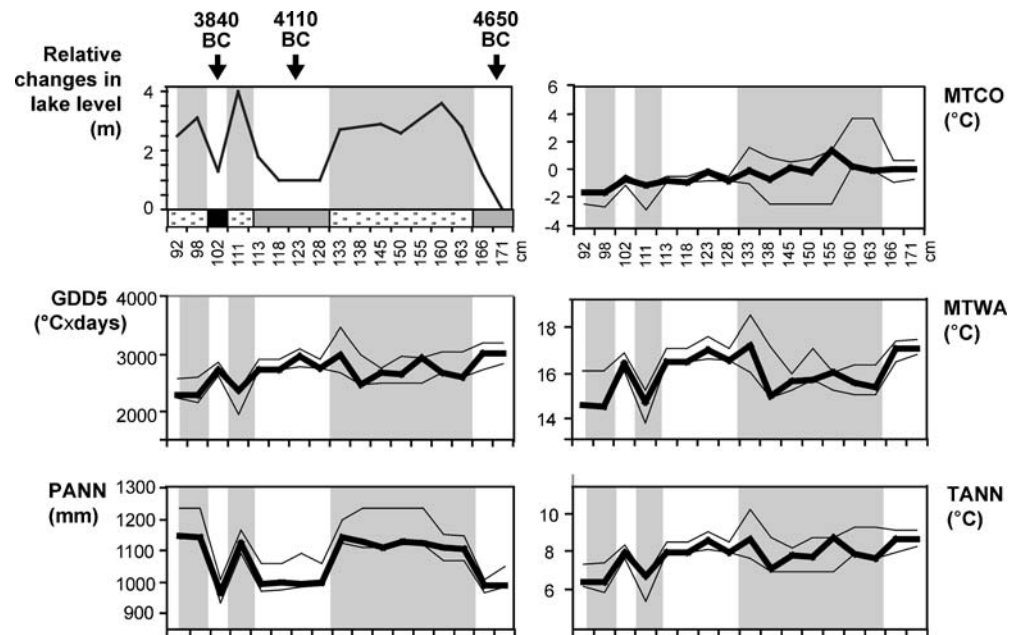 3840 BC
4110 BC
4650 BC
Relative changes in lake level (m)
4
2
0
92 98 102 111 113 118 123 128 133 138 145 150 155 160 163 166 171 cm
MTCO (°C)
6
4
2
0
-2
-4
92 98 102 111 113 118 123 128 133 138 145 150 155 160 163 166 171 cm
GDD5 (°Cxdays)
4000
3000
2000
MTWA (°C)
18
16
14
PANN (mm)
1300
1200
1100
1000
900
TANN (°C)
10
8
6